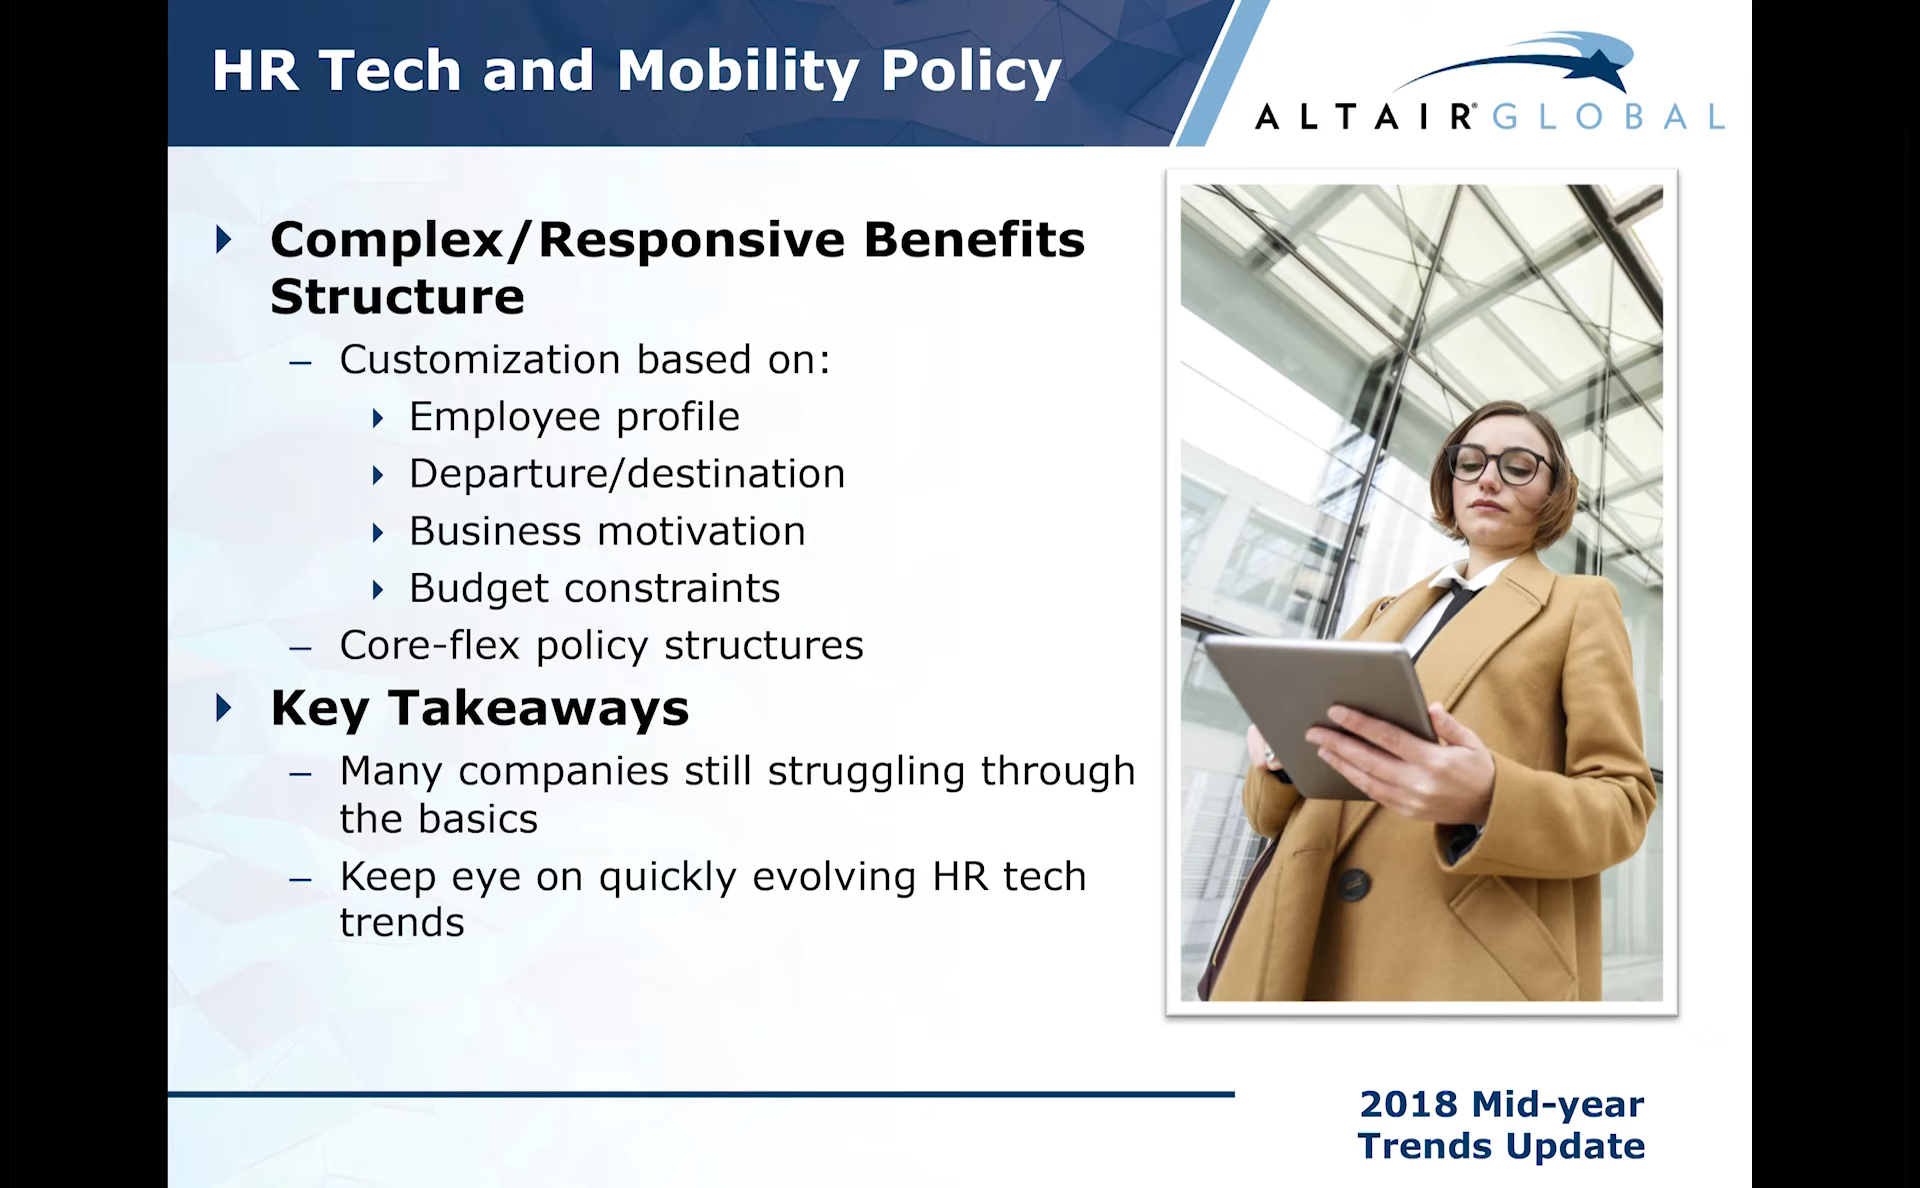 HR Tech and Mobility Policy
ALTAIR® GLOBAL
Complex/Responsive Benefits
Structure
– Customization based on:
Employee profile
Departure/destination
Business motivation
Budget constraints
– Core-flex policy structures
Key Takeaways
– Many companies still struggling through
the basics
– Keep eye on quickly evolving HR tech
trends
2018 Mid-year
Trends Update